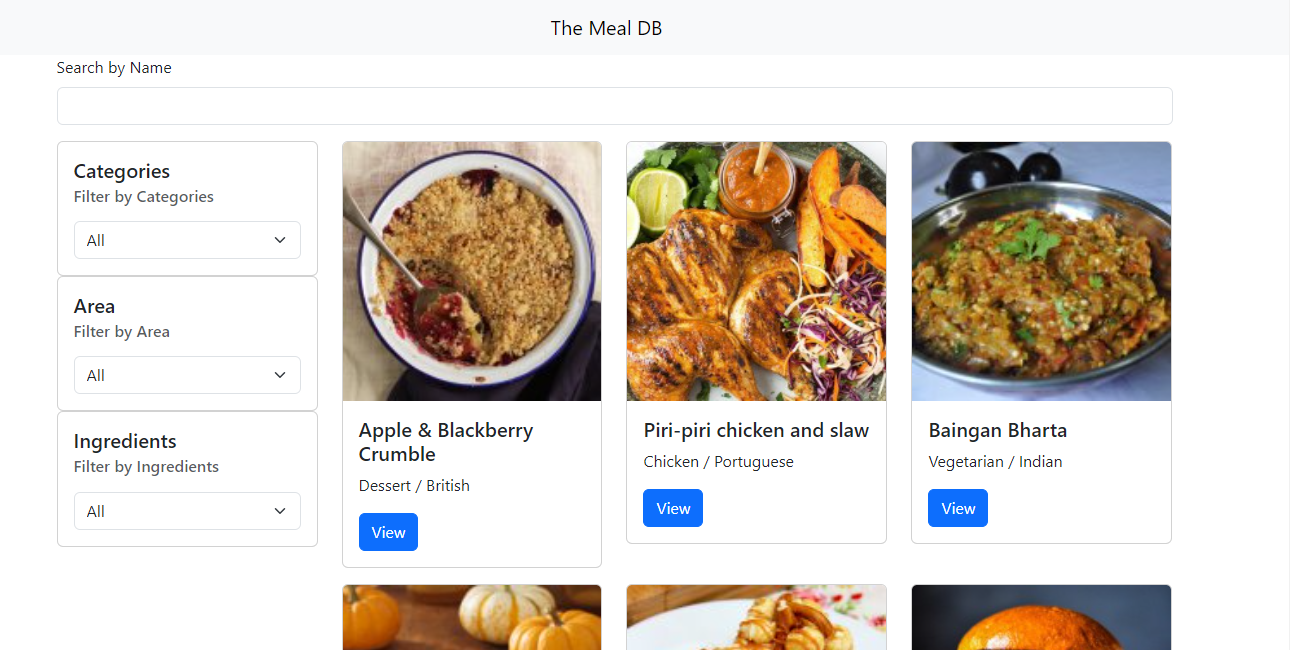 The Meal DB
Search by Name
Categories
Filter by Categories
All
Area
Filter by Area
All
Ingredients
Filter by Ingredients
All
Apple & Blackberry
Crumble
Dessert / British
View
Piri-piri chicken and slaw
Chicken / Portuguese
View
Baingan Bharta
Vegetarian / Indian
View